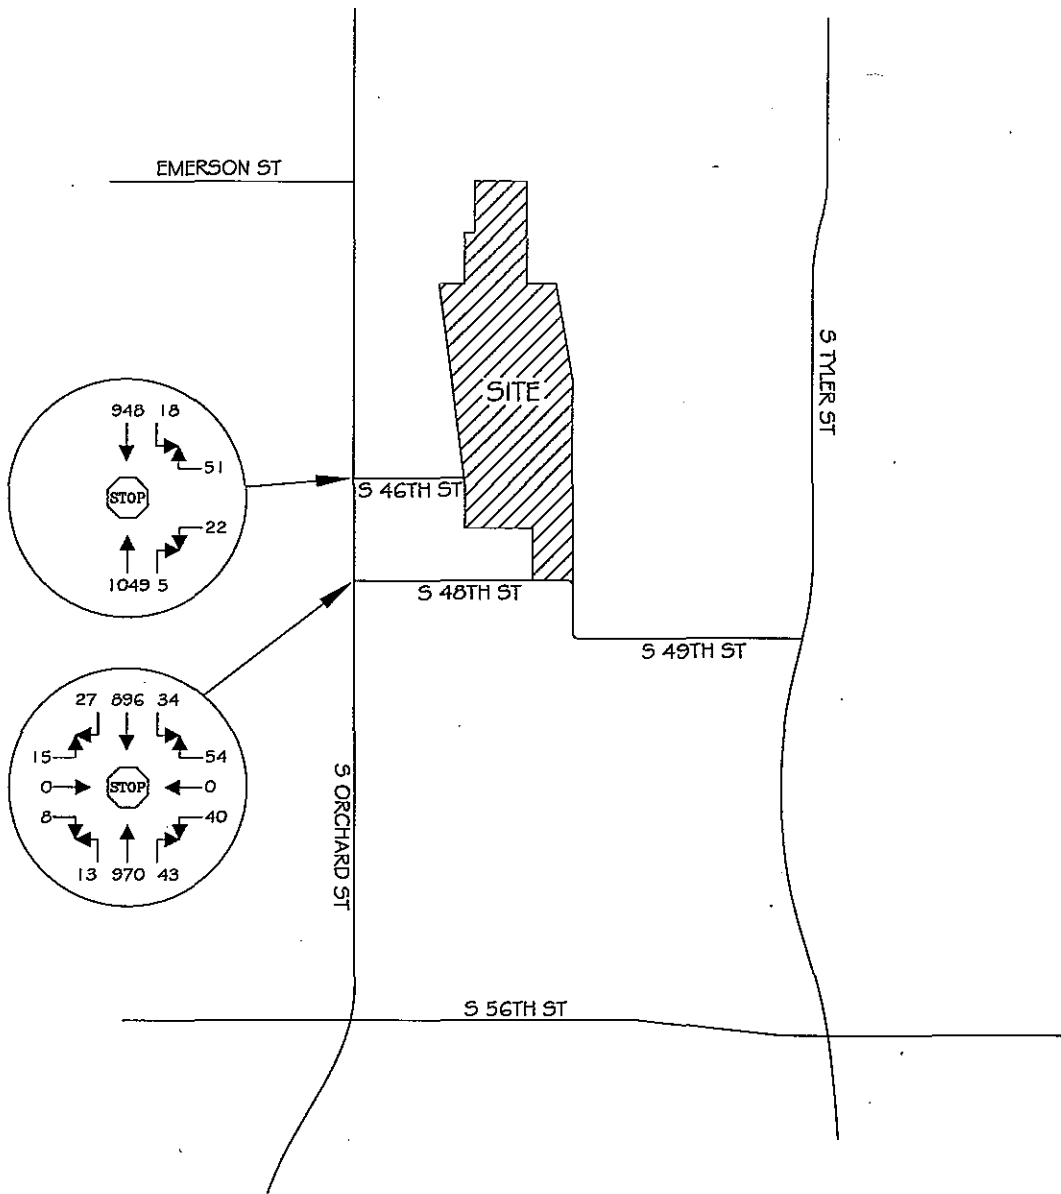 EMERSON ST
S TYLER ST
SITE
948 18
51
STOP
22
1049 5
S 46TH ST
S 48TH ST
S 49TH ST
27 896 34
15 54
0 STOP 0
8 40
13 970 43
S ORCHARD ST
S 56TH ST